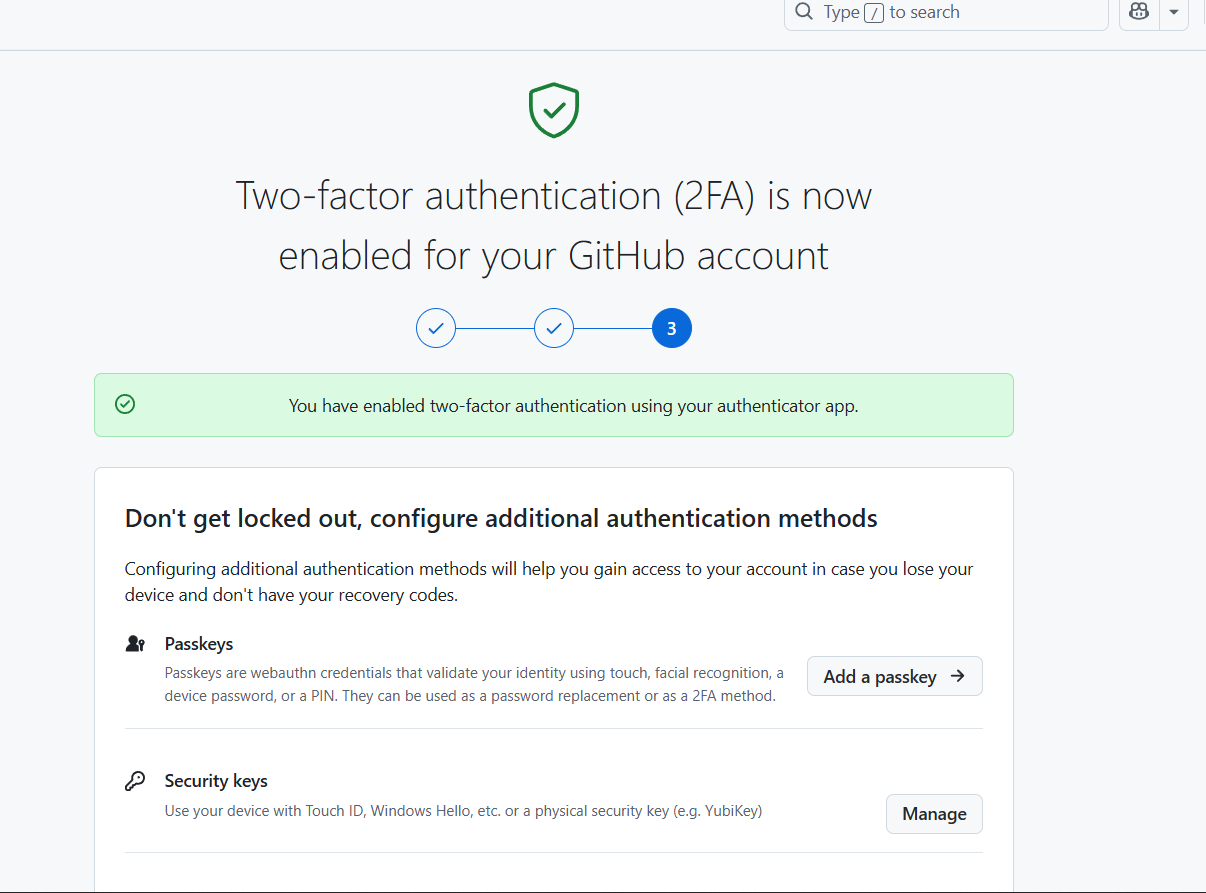 Type / to search
Two-factor authentication (2FA) is now
enabled for your GitHub account
3
You have enabled two-factor authentication using your authenticator app.
Don't get locked out, configure additional authentication methods
Configuring additional authentication methods will help you gain access to your account in case you lose your
device and don't have your recovery codes.
Passkeys
Passkeys are webauthn credentials that validate your identity using touch, facial recognition, a
device password, or a PIN. They can be used as a password replacement or as a 2FA method.
Add a passkey
Security keys
Use your device with Touch ID, Windows Hello, etc. or a physical security key (e.g. YubiKey)
Manage